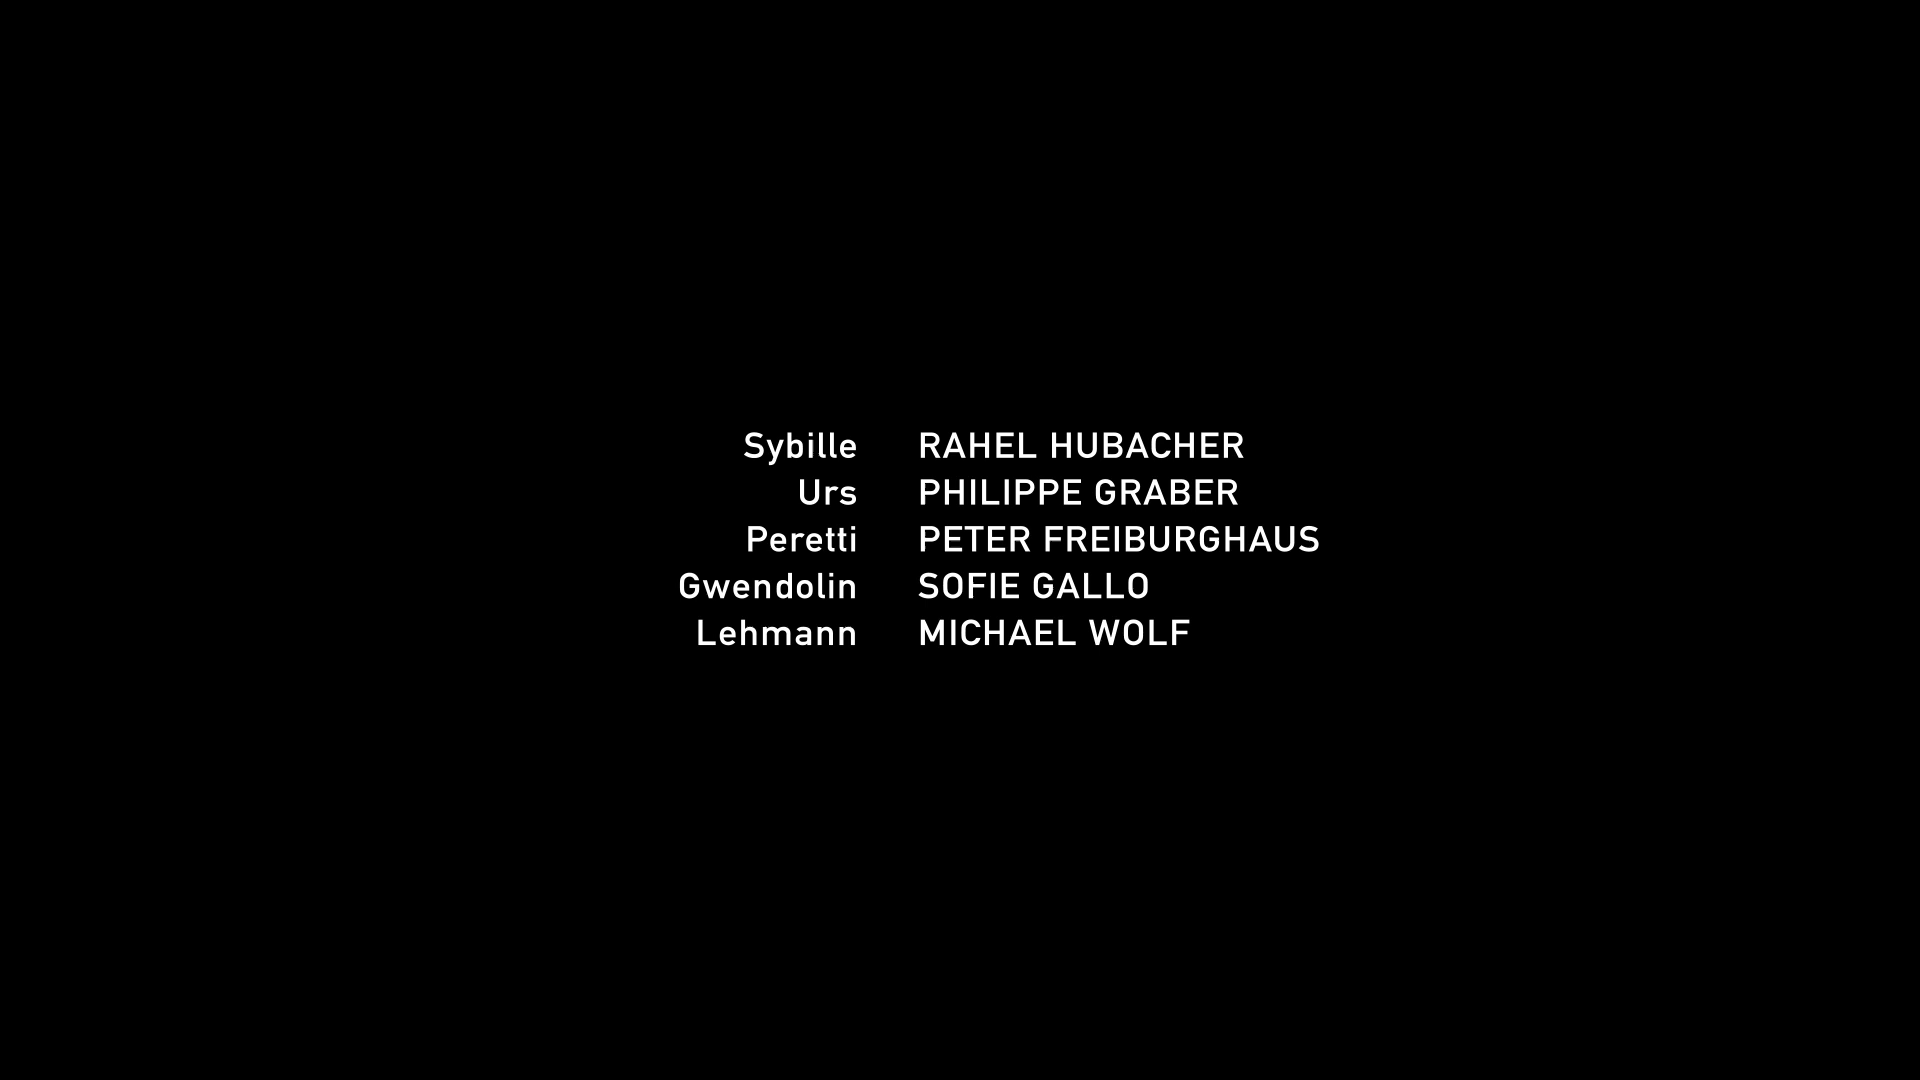 Sybille RAHEL HUBACHER
Urs PHILIPPE GRABER
Peretti PETER FREIBURGHAUS
Gwendolin SOFIE GALLO
Lehmann MICHAEL WOLF